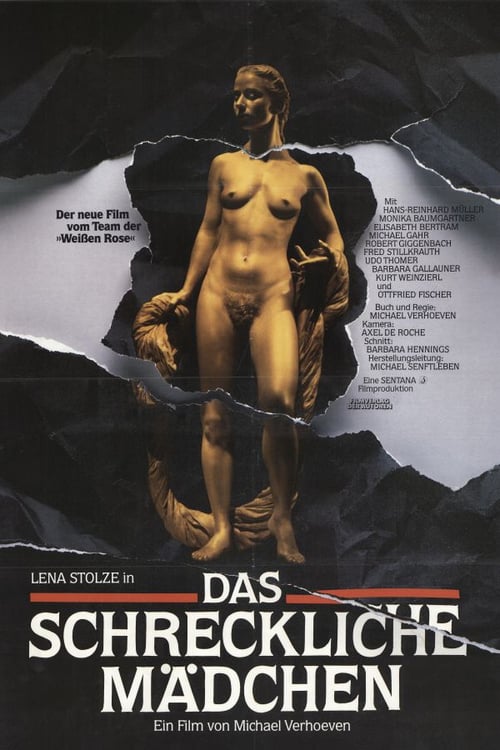 Der neue Film
vom Team der
»Weißen Rose«
Mit
HANS-REINHARD MÜLLER
MONIKA BAUMGARTNER
ELISABETH BERTRAM
MICHAEL GAHR
ROBERT GIGGENBACH
FRED STILLKRAUTH
UDO THOMER
BARBARA GALLAUNER
KURT WEINZIERL
und
OTTFRIED FISCHER
Buch und Regie:
MICHAEL VERHOEVEN
Kamera:
AXEL DE ROCHE
Schnitt:
BARBARA HENNINGS
Herstellungsleitung:
MICHAEL SENFTLEBEN
Eine SENTANA
Filmproduktion
FILMVERLAG
DER AUTOREN
LENA STOLZE in
DAS
SCHRECKLICHE
MÄDCHEN
Ein Film von Michael Verhoeven